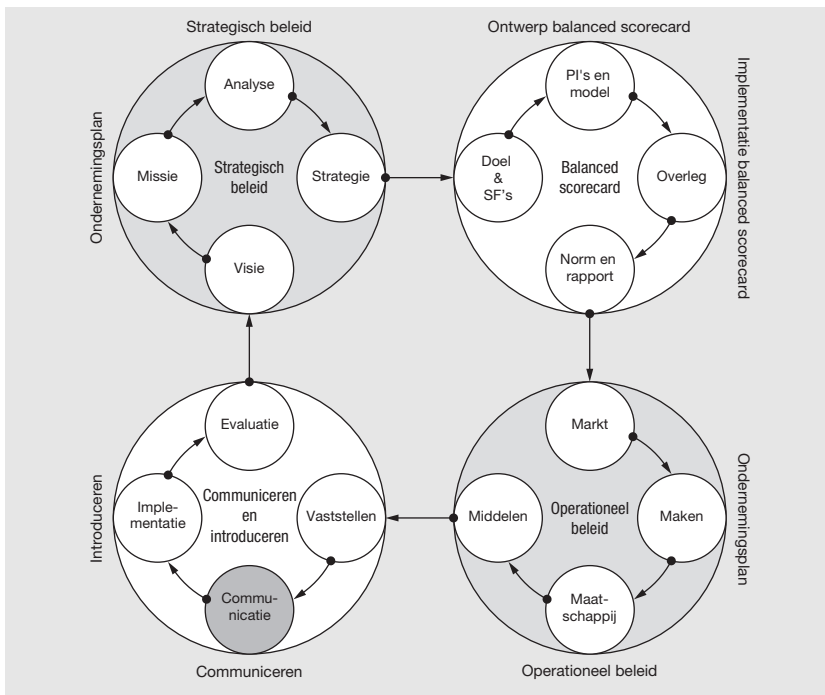 Strategisch beleid
Ondernemingsplan
Analyse
Missie
Strategisch
beleid
Strategie
Visie
Ontwerp balanced scorecard
Implementatie balanced scorecard
PI's en
model
Doel
&
SF's
Balanced
scorecard
Overleg
Norm en
rapport
Introduceren
Evaluatie
Imple-
mentatie
Communiceren
en
introduceren
Vaststellen
Commu-
nicatie
Communiceren
Markt
Middelen
Operationeel
beleid
Maken
Maat-
schappij
Ondernemingsplan
Operationeel beleid